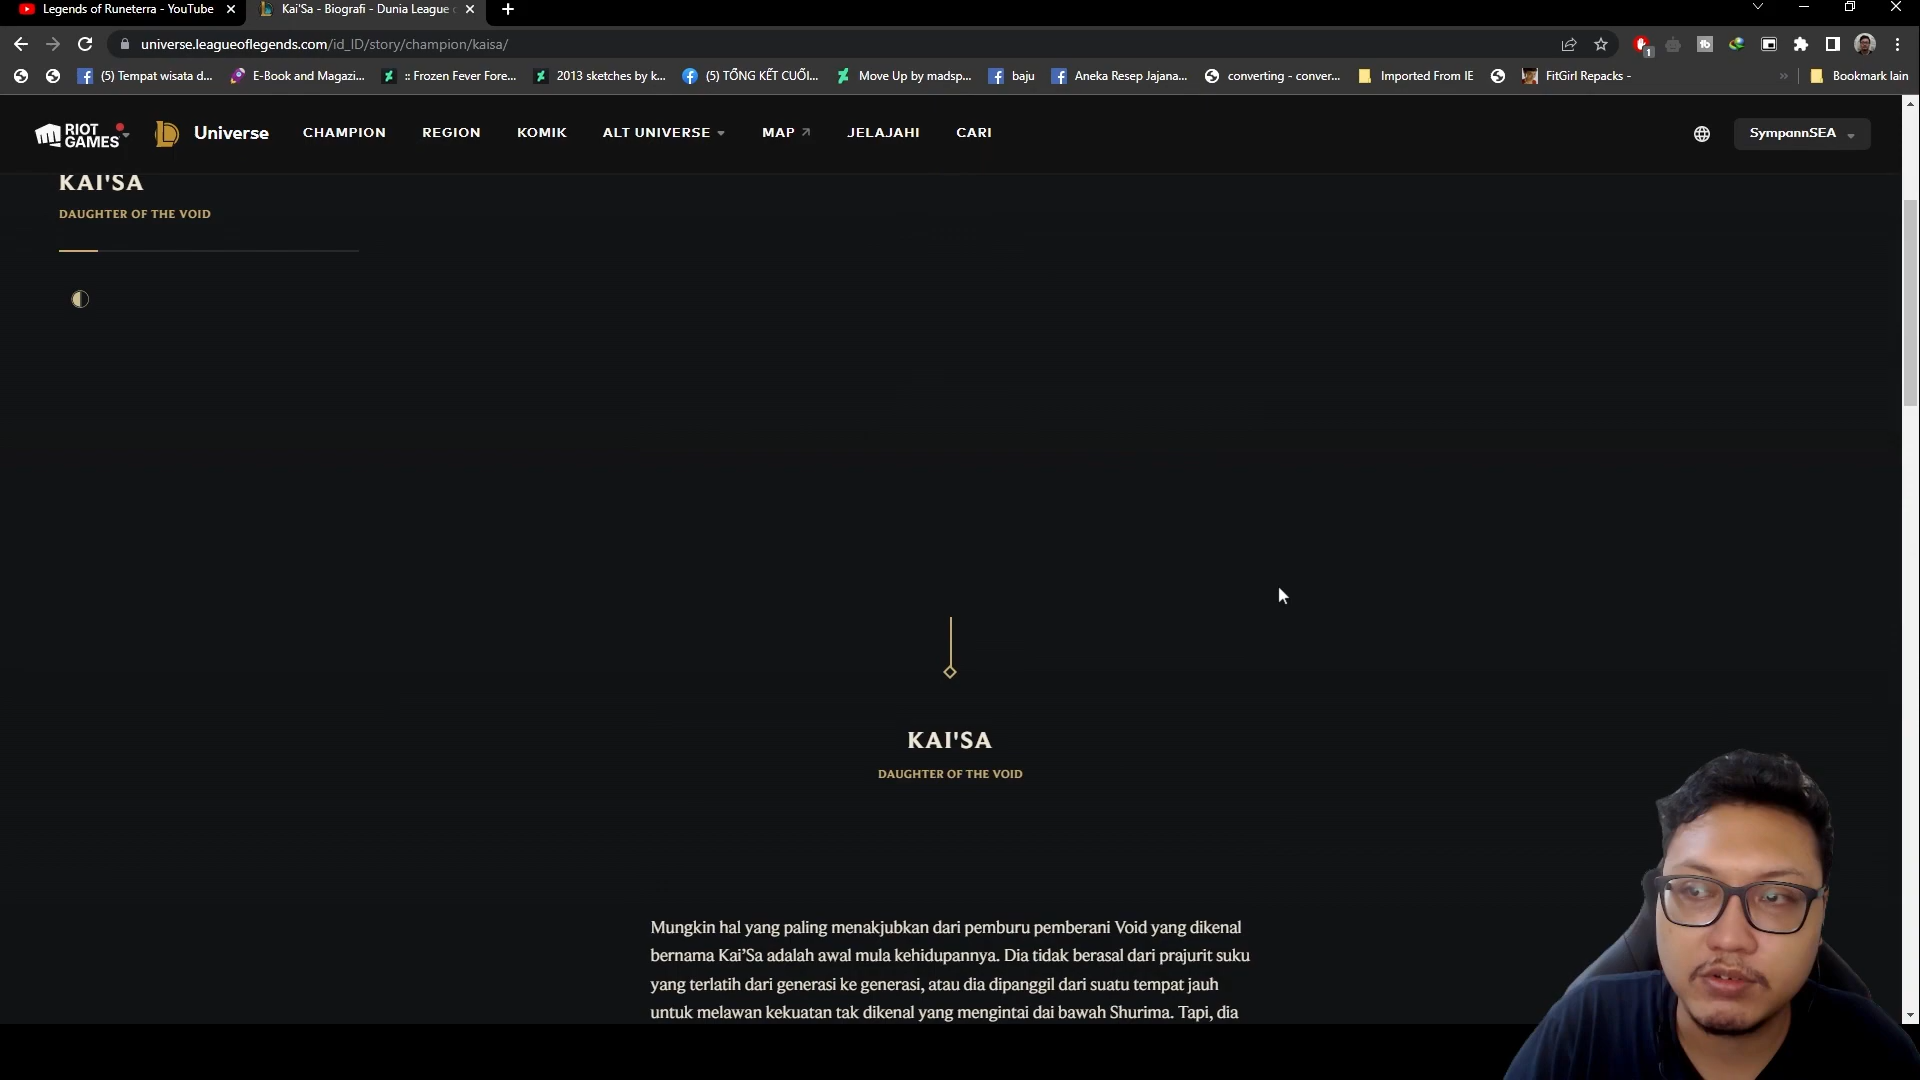 Legends of Runeterra - YouTube
Kai'Sa - Biografi - Dunia League
universe.leagueoflegends.com/id_ID/story/champion/kaisa/
1
(5) Tempat wisata d...
E-Book and Magazi...
:: Frozen Fever Fore...
2013 sketches by k...
(5) TỔNG KẾT CUỐI...
Move Up by madsp...
baju
Aneka Resep Jajana...
converting - conver...
Imported From IE
FitGirl Repacks -
»
Bookmark lain
RIOT
GAMES
Universe
CHAMPION
REGION
KOMIK
ALT UNIVERSE
MAP
JELAJAHI
CARI
SympannSEA
KAI'SA
DAUGHTER OF THE VOID
KAI'SA
DAUGHTER OF THE VOID
Mungkin hal yang paling menakjubkan dari pemburu pemberani Void yang dikenal
bernama Kai’Sa adalah awal mula kehidupannya. Dia tidak berasal dari prajurit suku
yang terlatih dari generasi ke generasi, atau dia dipanggil dari suatu tempat jauh
untuk melawan kekuatan tak dikenal yang mengintai dai bawah Shurima. Tapi, dia